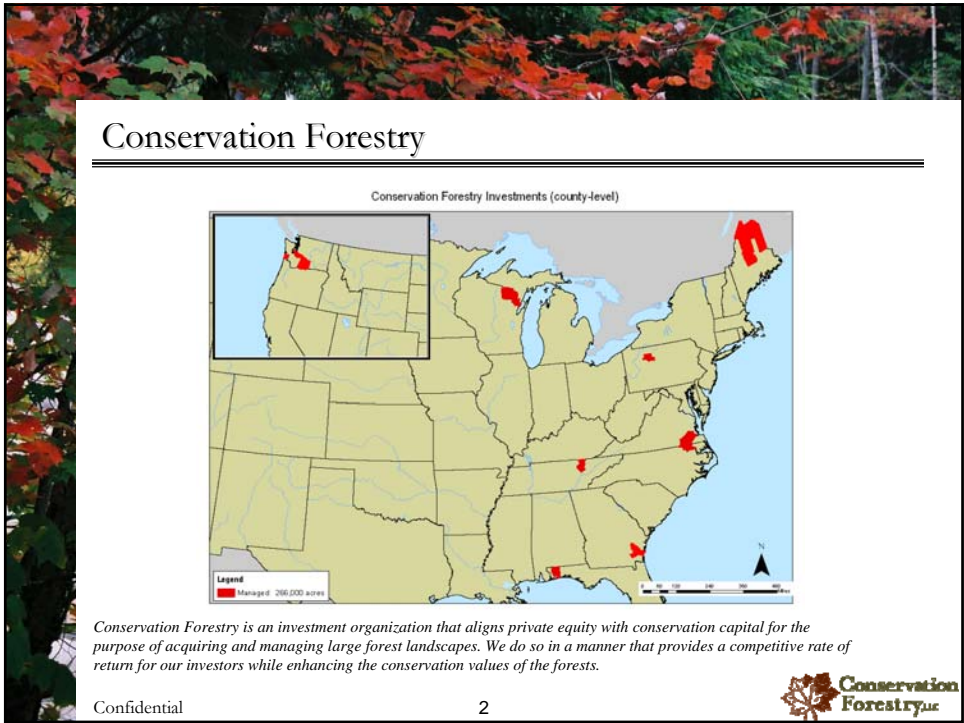 Conservation Forestry
Conservation Forestry Investments (county-level)
N
Legend
Managed 266,000 acres
Conservation Forestry is an investment organization that aligns private equity with conservation capital for the
purpose of acquiring and managing large forest landscapes. We do so in a manner that provides a competitive rate of
return for our investors while enhancing the conservation values of the forests.
Confidential
2
Conservation
Forestry,LLC